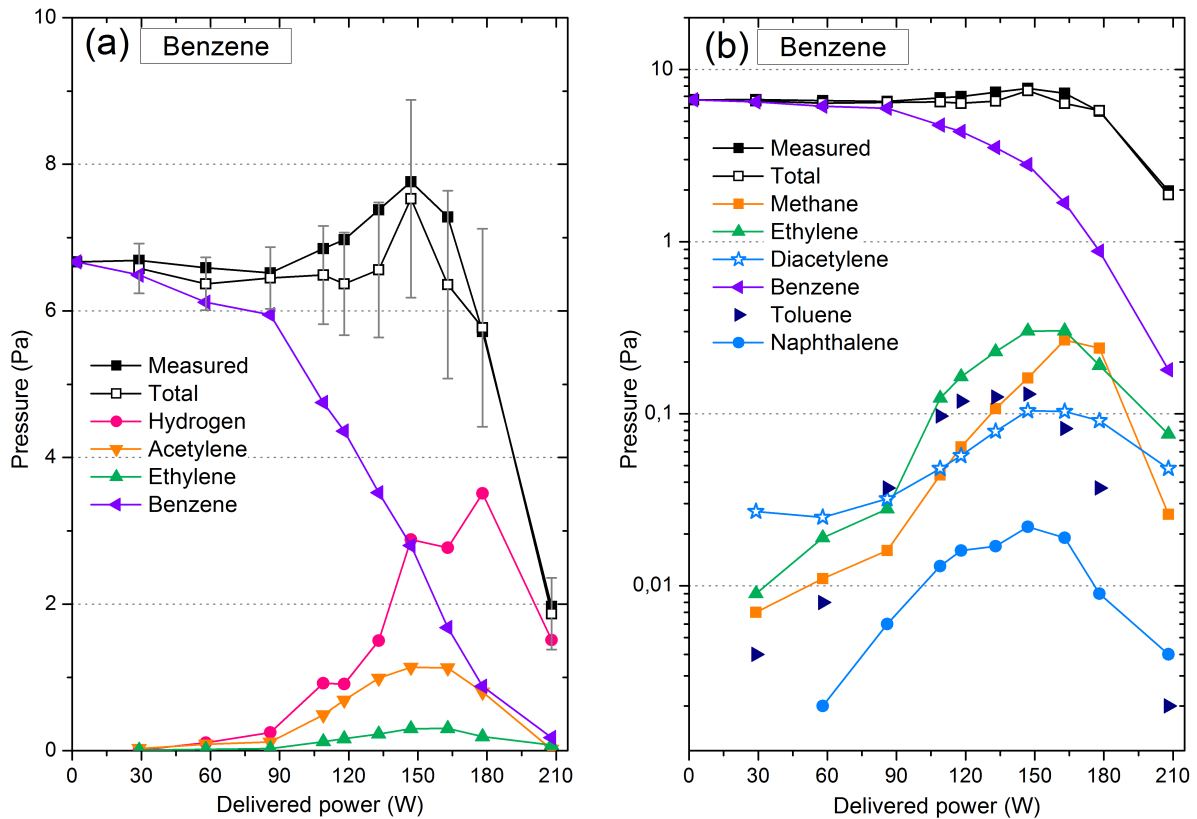 (a) Benzene
10
8
6
4
2
0
Pressure (Pa)
Measured
Total
Hydrogen
Acetylene
Ethylene
Benzene
0 30 60 90 120 150 180 210
Delivered power (W)
(b) Benzene
10
1
0,1
0,01
Pressure (Pa)
Measured
Total
Methane
Ethylene
Diacetylene
Benzene
Toluene
Naphthalene
0 30 60 90 120 150 180 210
Delivered power (W)